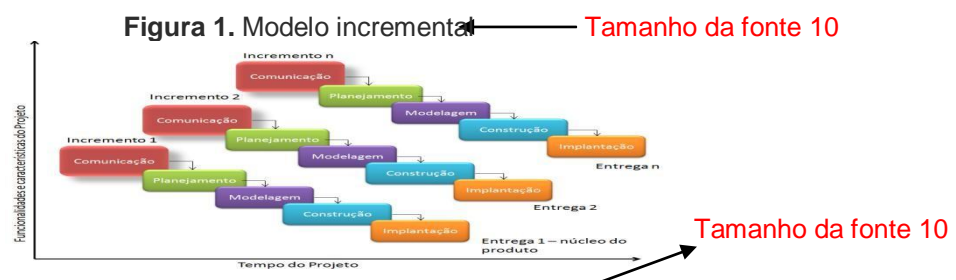 Figura 1. Modelo incremental
Tamanho da fonte 10
Incremento n
Comunicação
Planejamento
Modelagem
Construção
Implantação
Entrega n
Incremento 2
Comunicação
Planejamento
Modelagem
Construção
Implantação
Entrega 2
Incremento 1
Comunicação
Planejamento
Modelagem
Construção
Implantação
Entrega 1 – núcleo do
produto
Funcionalidades e características do Projeto
Tempo do Projeto
Tamanho da fonte 10